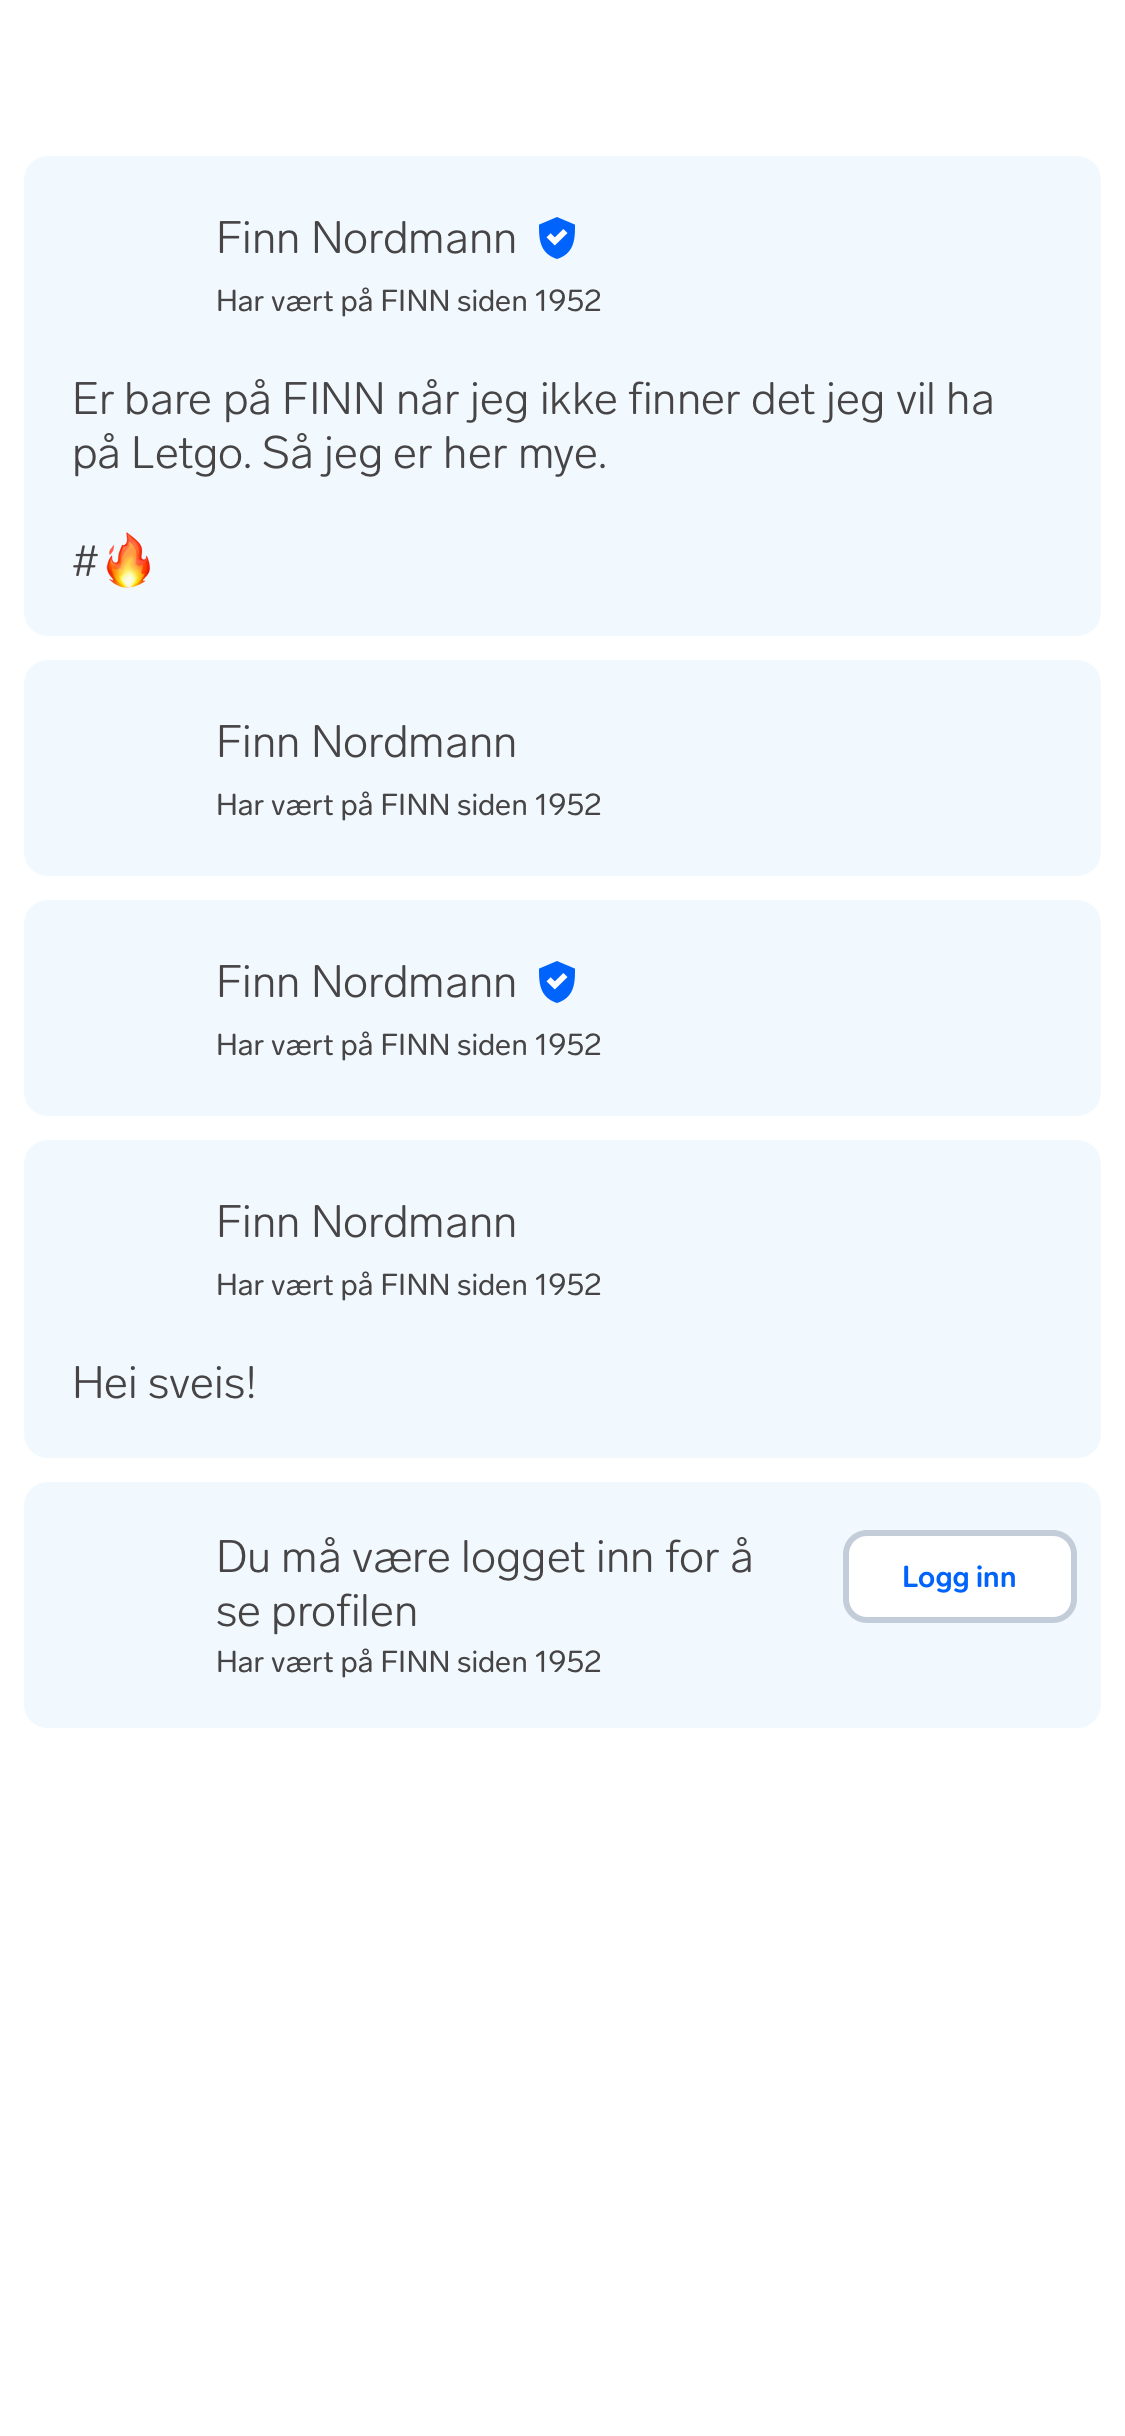 Finn Nordmann
Har vært på FINN siden 1952
Er bare på FINN når jeg ikke finner det jeg vil ha
på Letgo. Så jeg er her mye.
#🔥
Finn Nordmann
Har vært på FINN siden 1952
Finn Nordmann
Har vært på FINN siden 1952
Finn Nordmann
Har vært på FINN siden 1952
Hei sveis!
Du må være logget inn for å
se profilen
Logg inn
Har vært på FINN siden 1952